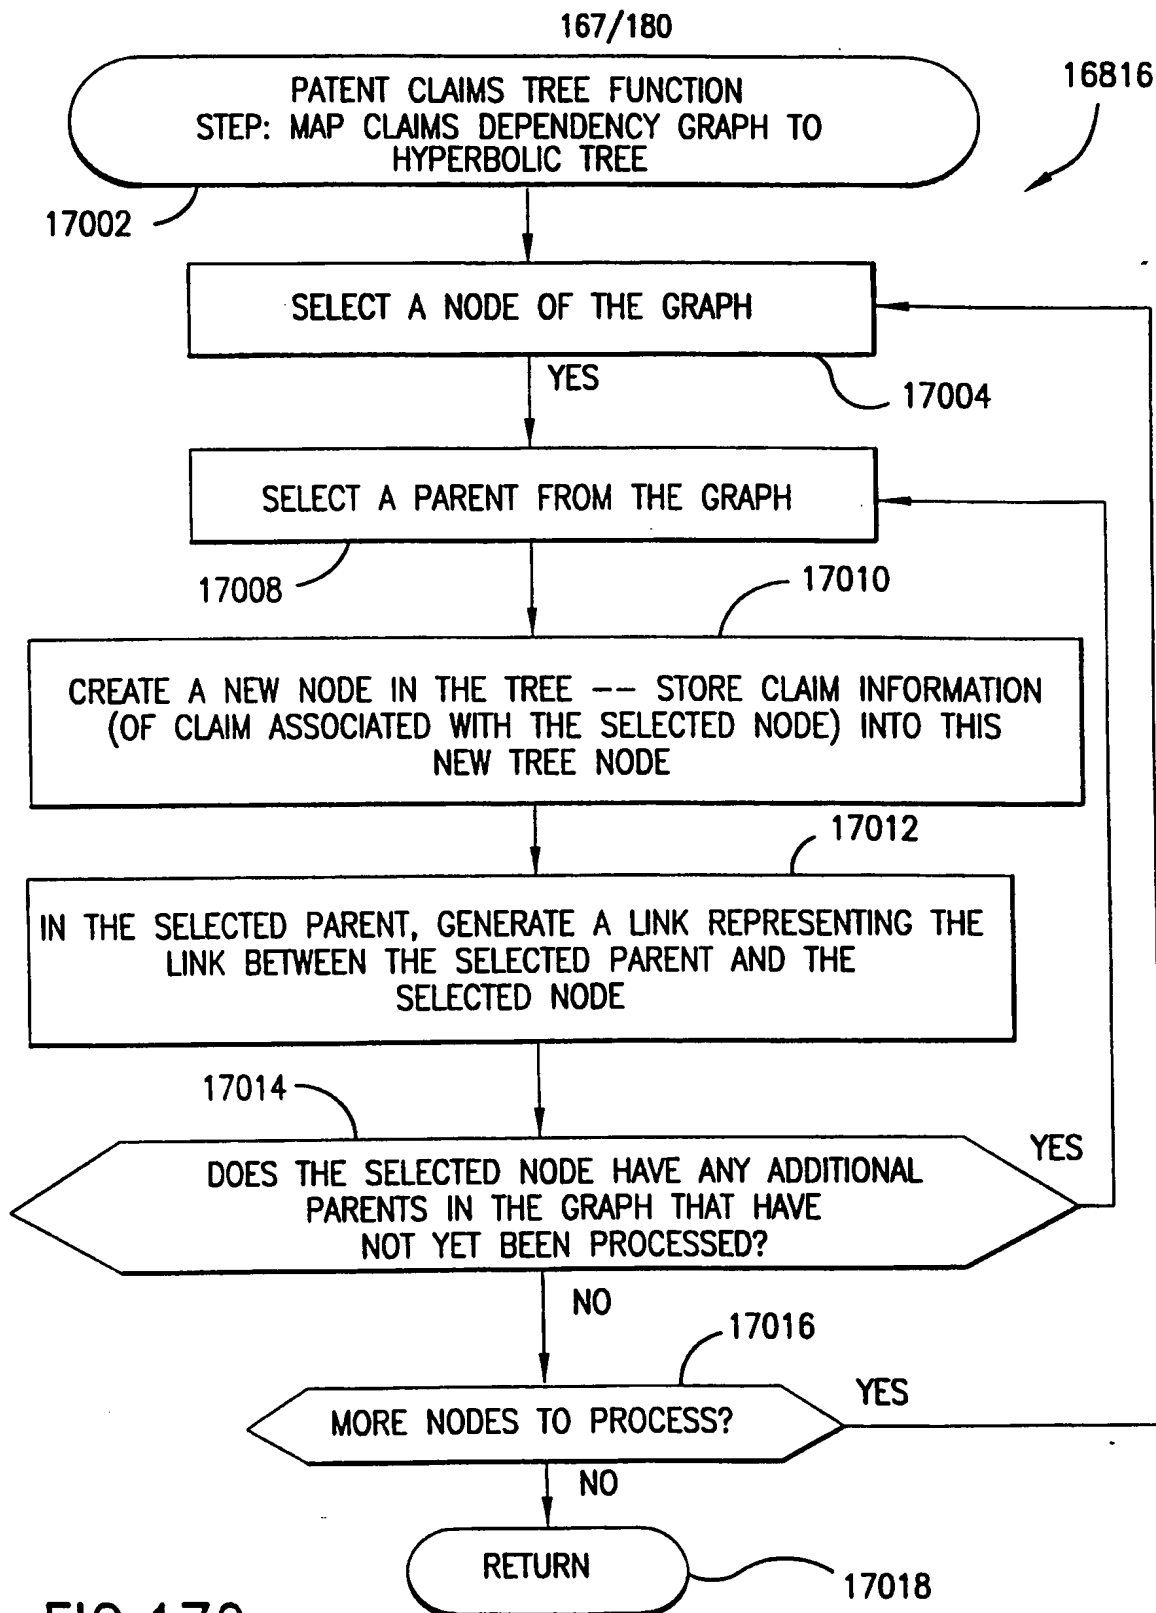 167/180
PATENT CLAIMS TREE FUNCTION
STEP: MAP CLAIMS DEPENDENCY GRAPH TO
HYPERBOLIC TREE
16816
17002
SELECT A NODE OF THE GRAPH
YES
17004
SELECT A PARENT FROM THE GRAPH
17008
17010
CREATE A NEW NODE IN THE TREE -- STORE CLAIM INFORMATION
(OF CLAIM ASSOCIATED WITH THE SELECTED NODE) INTO THIS
NEW TREE NODE
17012
IN THE SELECTED PARENT, GENERATE A LINK REPRESENTING THE
LINK BETWEEN THE SELECTED PARENT AND THE
SELECTED NODE
17014
YES
DOES THE SELECTED NODE HAVE ANY ADDITIONAL
PARENTS IN THE GRAPH THAT HAVE
NOT YET BEEN PROCESSED?
NO
17016
YES
MORE NODES TO PROCESS?
NO
RETURN
17018